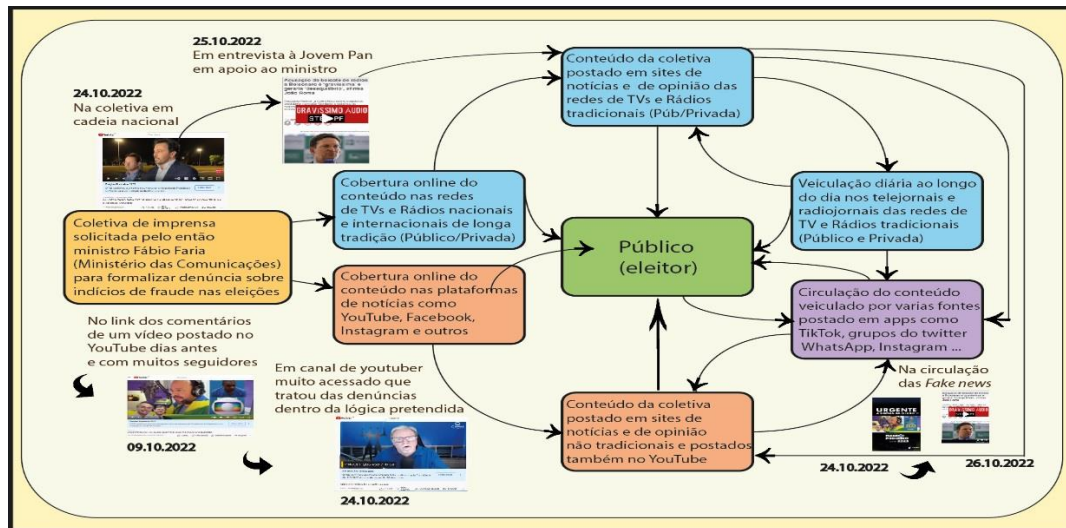 25.10.2022
Em entrevista à Jovem Pan
em apoio ao ministro
24.10.2022
Na coletiva em
cadeia nacional
GRAVISSIMO AUDIO
Coletiva de imprensa
solicitada pelo então
ministro Fábio Faria
(Ministério das Comunicações)
para formalizar denúncia sobre
indícios de fraude nas eleições
Cobertura online do
conteúdo nas redes
de TVs e Rádios nacionais
e internacionais de longa
tradição (Público/Privada)
Cobertura online do
conteúdo nas plataformas
de notícias como
YouTube, Facebook,
Instagram e outros
Conteúdo da coletiva
postado em sites de
notícias e de opinião das
redes de TVs e Rádios
tradicionais (Púb/Privada)
Público
(eleitor)
Veiculação diária ao longo
do dia nos telejornais e
radiojornais das redes de
TV e Rádios tradicionais
(Público e Privada)
Circulação do conteúdo
veiculado por varias fontes
postado em apps como
TikTok, grupos do twitter
WhatsApp, Instagram ...
Conteúdo da coletiva
postado em sites de
notícias e de opinião
não tradicionais e postados
também no YouTube
No link dos comentários
de um vídeo postado no
YouTube dias antes
e com muitos seguidores
09.10.2022
Em canal de youtuber
muito acessado que
tratou das denúncias
dentro da lógica pretendida
24.10.2022
Na circulação
das Fake news
URGENTE
24.10.2022
26.10.2022